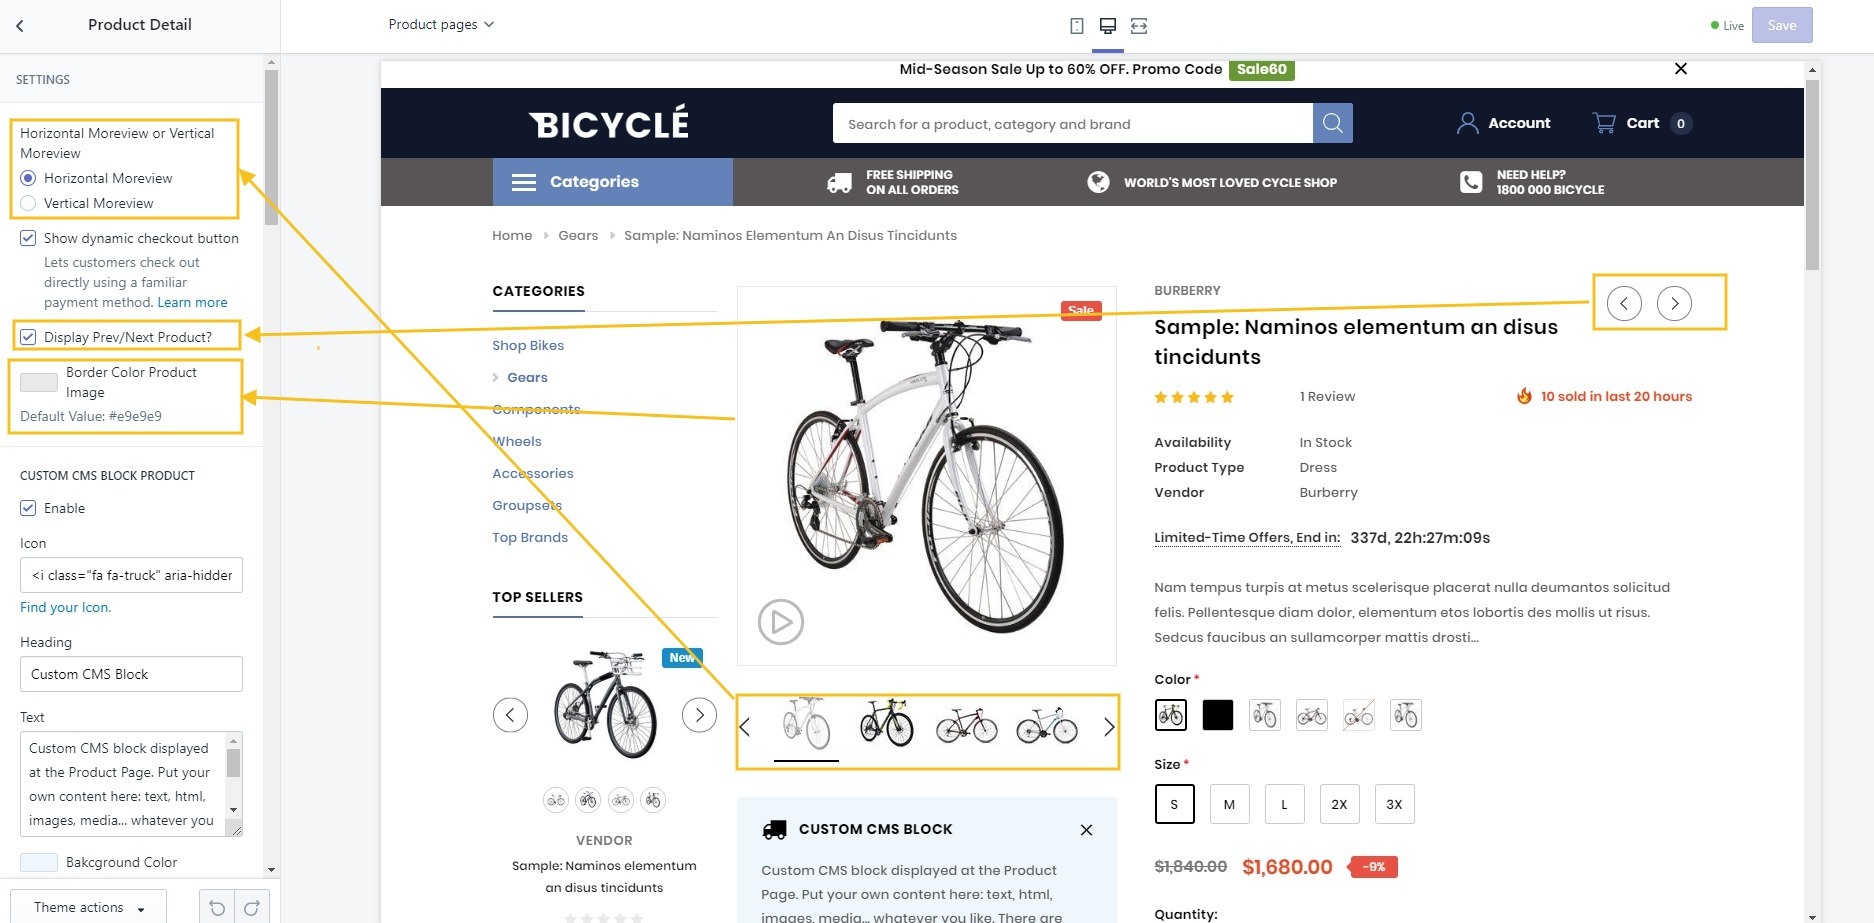 Product Detail
Product pages
Live
Save
SETTINGS
Horizontal Moreview or Vertical
Moreview
Horizontal Moreview
Vertical Moreview
Show dynamic checkout button
Lets customers check out
directly using a familiar
payment method. Learn more
Display Prev/Next Product?
Border Color Product
Image
Default Value: #e9e9e9
CUSTOM CMS BLOCK PRODUCT
Enable
Icon
<i class="fa fa-truck" aria-hidder
Find your Icon.
Heading
Custom CMS Block
Text
Custom CMS block displayed
at the Product Page. Put your
own content here: text, html,
images, media... whatever you
Bakcground Color
Theme actions
Mid-Season Sale Up to 60% OFF. Promo Code Sale60
BICYCLÉ
Search for a product, category and brand
Account
Cart 0
Categories
FREE SHIPPING
ON ALL ORDERS
WORLD'S MOST LOVED CYCLE SHOP
NEED HELP?
1800 000 BICYCLE
Home Gears Sample: Naminos Elementum An Disus Tincidunts
CATEGORIES
Shop Bikes
Gears
Components
Wheels
Accessories
Groupsets
Top Brands
TOP SELLERS
New
VENDOR
Sample: Naminos elementum
an disus tincidunts
Sale
CUSTOM CMS BLOCK
Custom CMS block displayed at the Product
Page. Put your own content here: text, html,
images, media... whatever you like. There are
BURBERRY
Sample: Naminos elementum an disus
tincidunts
1 Review
10 sold in last 20 hours
Availability In Stock
Product Type Dress
Vendor Burberry
Limited-Time Offers, End in: 337d, 22h:27m:09s
Nam tempus turpis at metus scelerisque placerat nulla deumantos solicitud
felis. Pellentesque diam dolor, elementum etos lobortis des mollis ut risus.
Sedcus faucibus an sullamcorper mattis drosti...
Color *
Size *
S M L 2X 3X
$1,840.00 $1,680.00 -9%
Quantity: